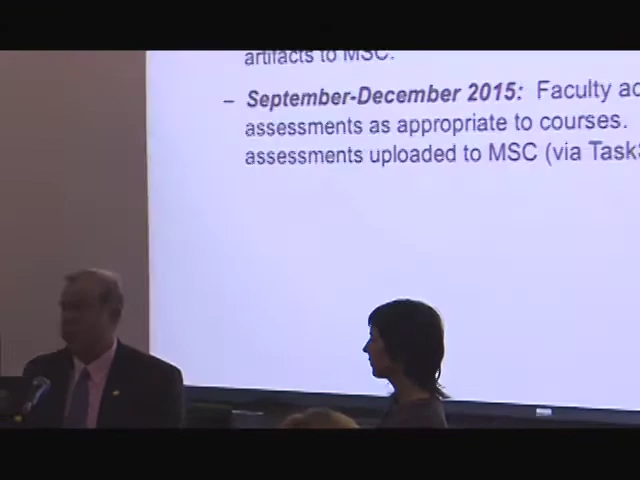 artifacts to MSC.
– September-December 2015: Faculty
assessments as appropriate to courses.
assessments uploaded to MSC (via